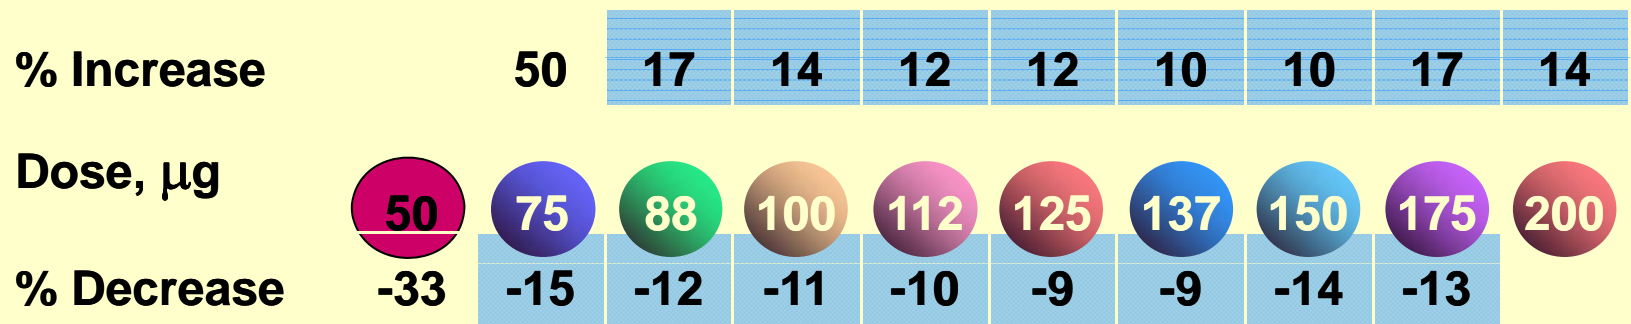 % Increase 50 17 14 12 12 10 10 17 14
Dose, μg 50 75 88 100 112 125 137 150 175 200
% Decrease -33 -15 -12 -11 -10 -9 -9 -14 -13